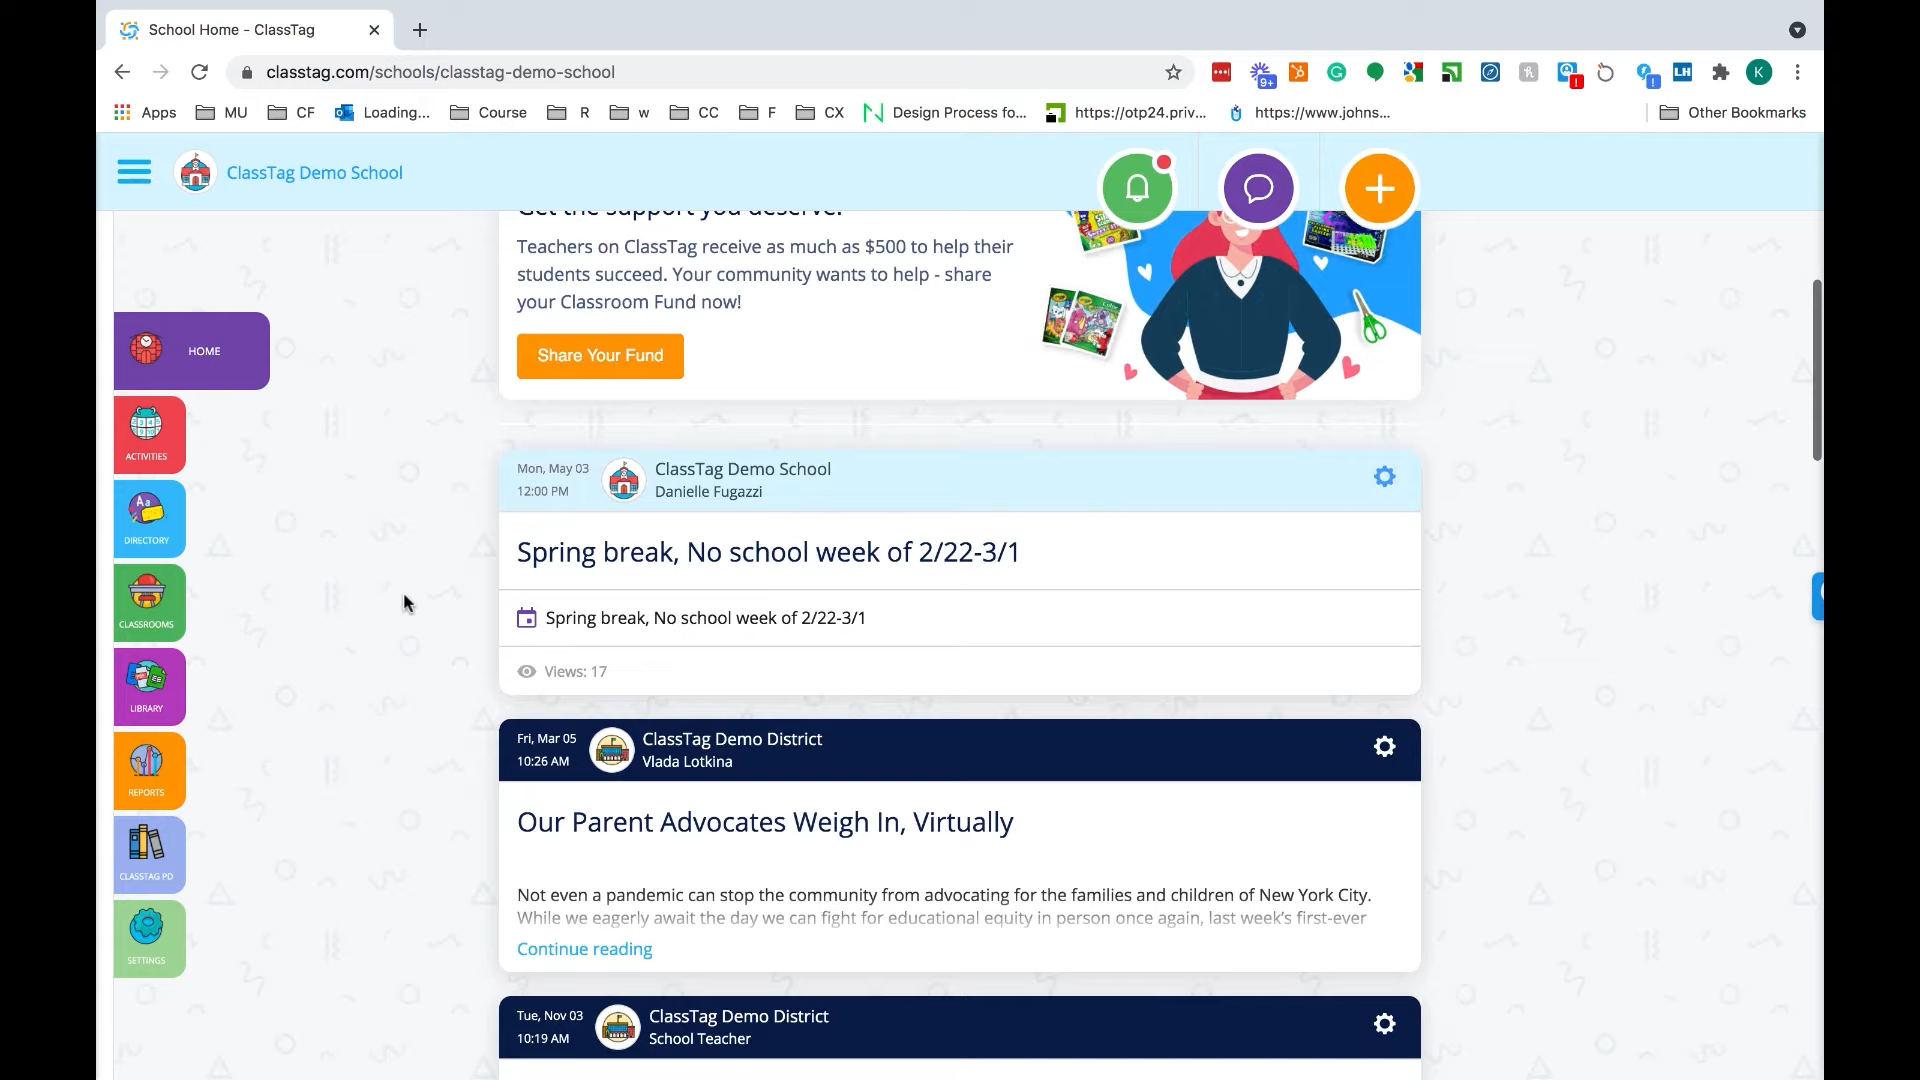 School Home - ClassTag
classtag.com/schools/classtag-demo-school
9+
LH
K
Apps
MU
CF
Loading...
Course
R
w
CC
F
CX
Design Process fo...
https://otp24.priv...
https://www.johns...
Other Bookmarks
ClassTag Demo School
Get the support you deserve.
Teachers on ClassTag receive as much as $500 to help their
students succeed. Your community wants to help - share
your Classroom Fund now!
Share Your Fund
HOME
ACTIVITIES
DIRECTORY
CLASSROOMS
LIBRARY
REPORTS
CLASSTAG PD
SETTINGS
Mon, May 03
12:00 PM
ClassTag Demo School
Danielle Fugazzi
Spring break, No school week of 2/22-3/1
Spring break, No school week of 2/22-3/1
Views: 17
Fri, Mar 05
10:26 AM
ClassTag Demo District
Vlada Lotkina
Our Parent Advocates Weigh In, Virtually
Not even a pandemic can stop the community from advocating for the families and children of New York City.
While we eagerly await the day we can fight for educational equity in person once again, last week's first-ever
Continue reading
Tue, Nov 03
10:19 AM
ClassTag Demo District
School Teacher